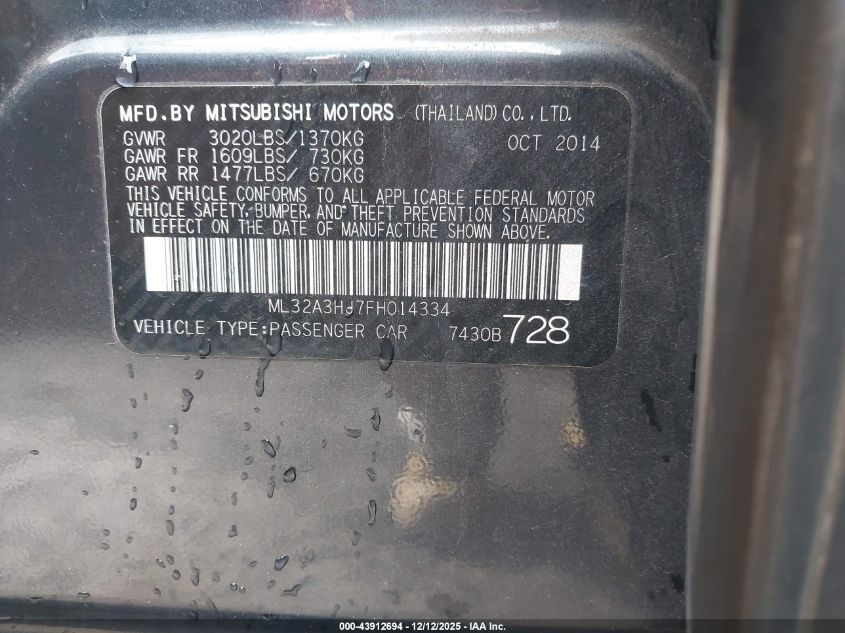 MFD. BY MITSUBISHI MOTORS (THAILAND) CO., LTD.
GVWR 3020LBS/1370KG OCT 2014
GAWR FR 1609LBS/ 730KG
GAWR RR 1477LBS/ 670KG
THIS VEHICLE CONFORMS TO ALL APPLICABLE FEDERAL MOTOR
VEHICLE SAFETY, BUMPER, AND THEFT PREVENTION STANDARDS
IN EFFECT ON THE DATE OF MANUFACTURE SHOWN ABOVE.
ML32A3HJ7FH014334
VEHICLE TYPE:PASSENGER CAR 7430B 728
000-43912694 - 12/12/2025 - IAA Inc.